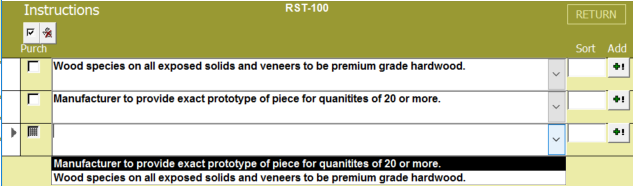 Instructions
RST-100
RETURN
Purch
Sort Add
Wood species on all exposed solids and veneers to be premium grade hardwood.
Manufacturer to provide exact prototype of piece for quanitites of 20 or more.
Manufacturer to provide exact prototype of piece for quanitites of 20 or more.
Wood species on all exposed solids and veneers to be premium grade hardwood.